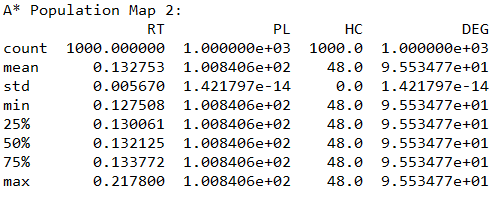 A* Population Map 2:
RT PL HC DEG
count 1000.000000 1.000000e+03 1000.0 1.000000e+03
mean 0.132753 1.008406e+02 48.0 9.553477e+01
std 0.005670 1.421797e-14 0.0 1.421797e-14
min 0.127508 1.008406e+02 48.0 9.553477e+01
25% 0.130061 1.008406e+02 48.0 9.553477e+01
50% 0.132125 1.008406e+02 48.0 9.553477e+01
75% 0.133772 1.008406e+02 48.0 9.553477e+01
max 0.217800 1.008406e+02 48.0 9.553477e+01